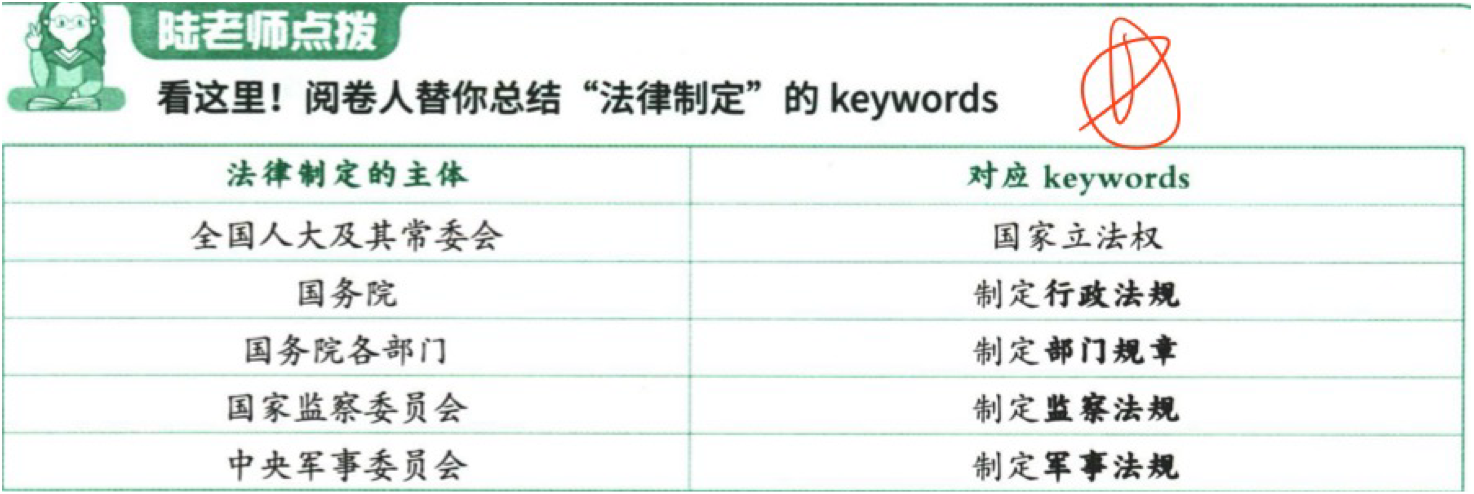 陆老师点拨
看这里！阅卷人替你总结“法律制定”的 keywords
法律制定的主体 对应 keywords
全国人大及其常委会 国家立法权
国务院 制定行政法规
国务院各部门 制定部门规章
国家监察委员会 制定监察法规
中央军事委员会 制定军事法规